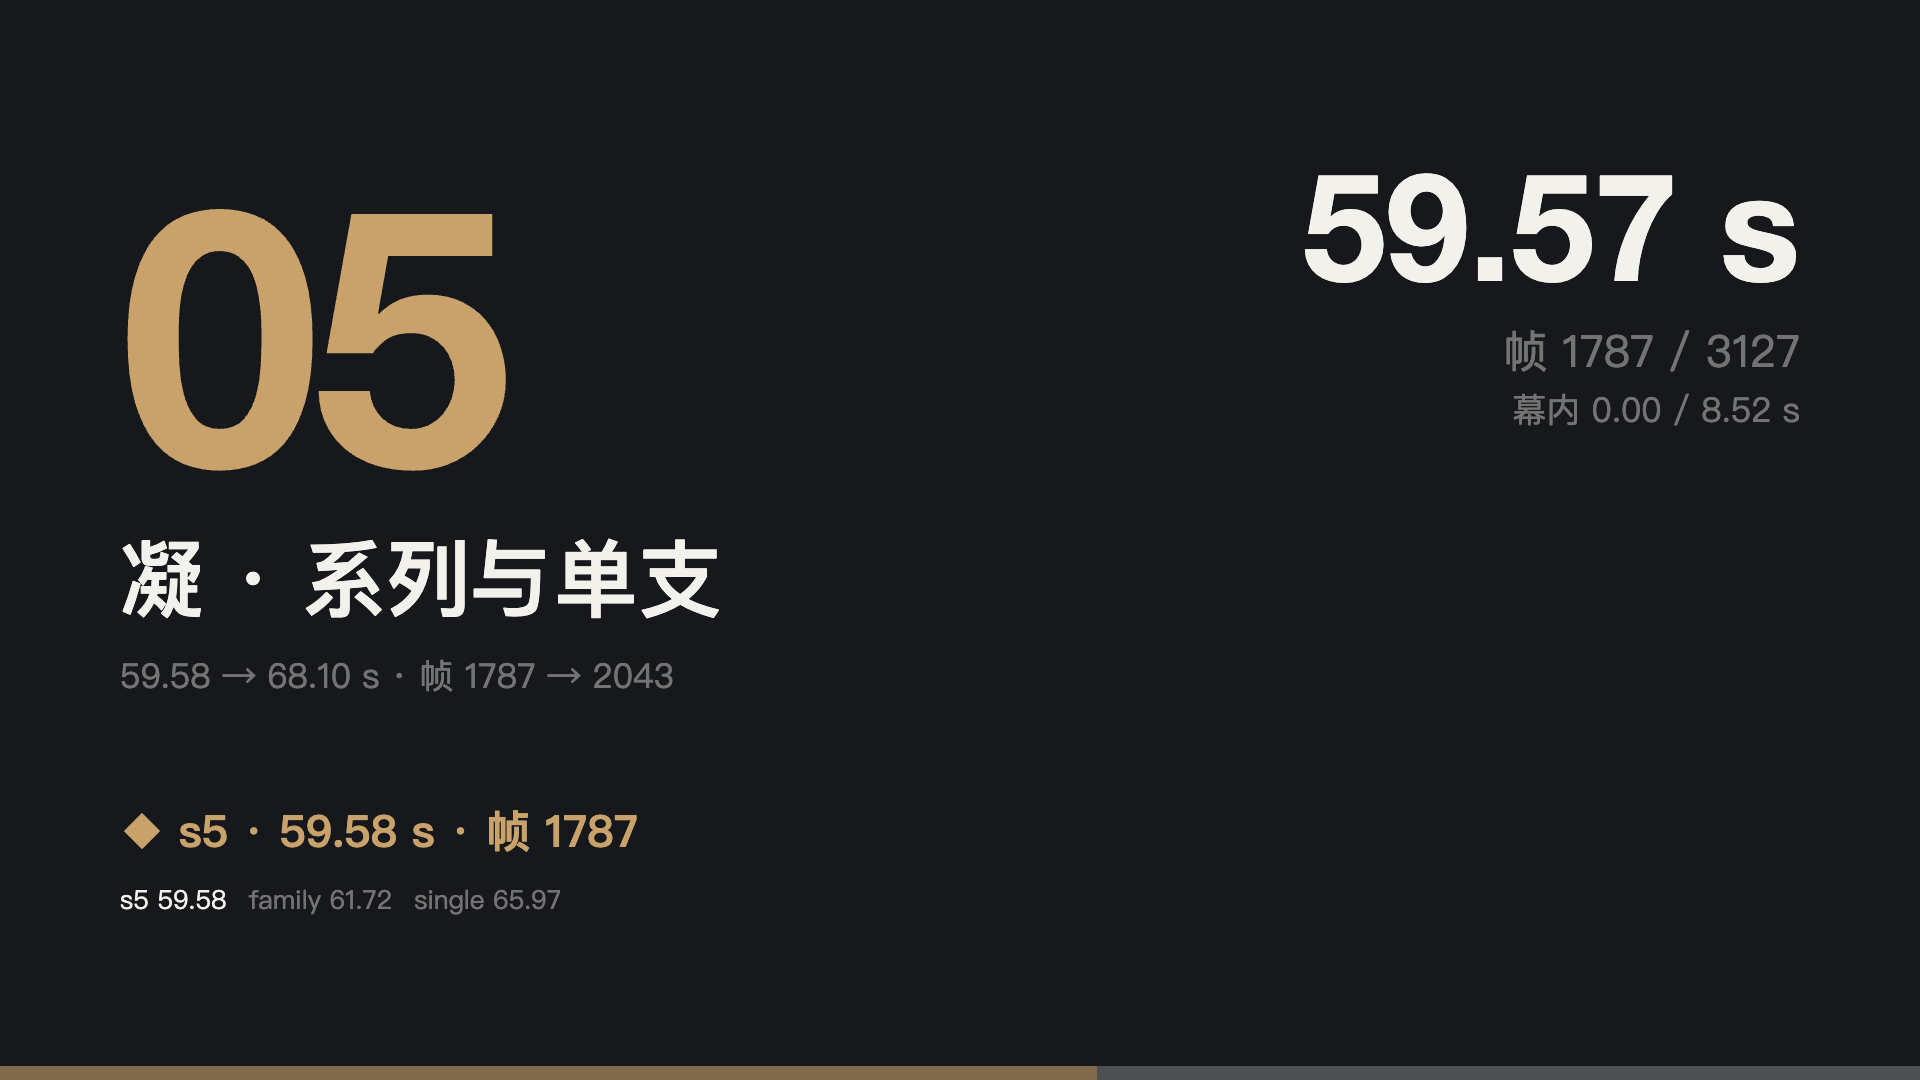 05
凝 · 系列与单支
59.58 → 68.10 s · 帧 1787 → 2043
◆ s5 · 59.58 s · 帧 1787
s5 59.58 family 61.72 single 65.97
59.57 s
帧 1787 / 3127
幕内 0.00 / 8.52 s